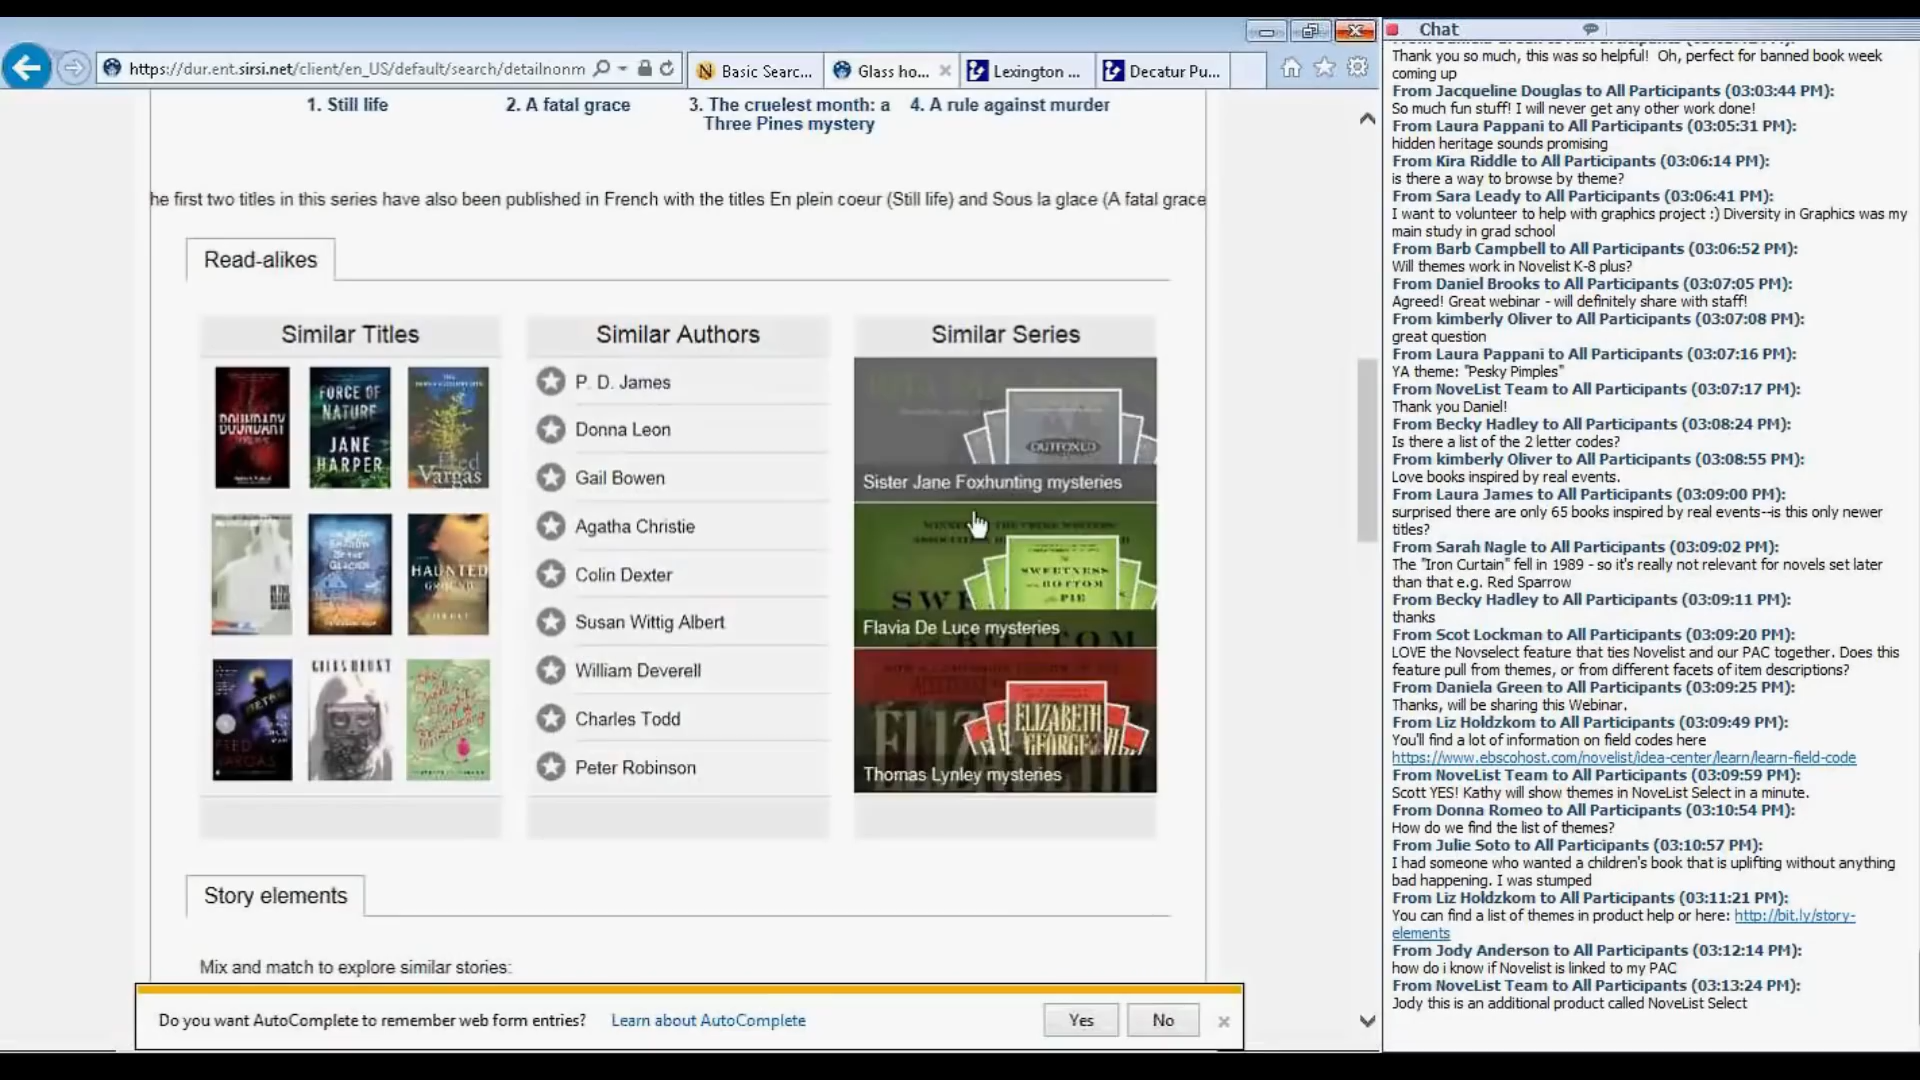 https://dur.ent.sirsi.net/client/en_US/default/search/detailnonm
Basic Searc...
Glass ho...
Lexington ...
Decatur Pu...
1. Still life
2. A fatal grace
3. The cruelest month: a
Three Pines mystery
4. A rule against murder
he first two titles in this series have also been published in French with the titles En plein coeur (Still life) and Sous la glace (A fatal grace
Read-alikes
Similar Titles
BOUNDARY
FORCE OF
NATURE
JANE
HARPER
Fred
Vargas
HAUNTED
GROUND
FRED
VARGAS
GILES BLUNT
Similar Authors
P. D. James
Donna Leon
Gail Bowen
Agatha Christie
Colin Dexter
Susan Wittig Albert
William Deverell
Charles Todd
Peter Robinson
Similar Series
OUTFOXED
Sister Jane Foxhunting mysteries
SWEETNESS
BOTTOM
PIE
Flavia De Luce mysteries
ELIZABETH
GEORGE
Thomas Lynley mysteries
Story elements
Mix and match to explore similar stories:
Do you want AutoComplete to remember web form entries?
Learn about AutoComplete
Yes
No
Chat
Thank you so much, this was so helpful! Oh, perfect for banned book week
coming up
From Jacqueline Douglas to All Participants (03:03:44 PM):
So much fun stuff! I will never get any other work done!
From Laura Pappani to All Participants (03:05:31 PM):
hidden heritage sounds promising
From Kira Riddle to All Participants (03:06:14 PM):
is there a way to browse by theme?
From Sara Leady to All Participants (03:06:41 PM):
I want to volunteer to help with graphics project :) Diversity in Graphics was my
main study in grad school
From Barb Campbell to All Participants (03:06:52 PM):
Will themes work in Novelist K-8 plus?
From Daniel Brooks to All Participants (03:07:05 PM):
Agreed! Great webinar - will definitely share with staff!
From kimberly Oliver to All Participants (03:07:08 PM):
great question
From Laura Pappani to All Participants (03:07:16 PM):
YA theme: "Pesky Pimples"
From NoveList Team to All Participants (03:07:17 PM):
Thank you Daniel!
From Becky Hadley to All Participants (03:08:24 PM):
Is there a list of the 2 letter codes?
From kimberly Oliver to All Participants (03:08:55 PM):
Love books inspired by real events.
From Laura James to All Participants (03:09:00 PM):
surprised there are only 65 books inspired by real events--is this only newer
titles?
From Sarah Nagle to All Participants (03:09:02 PM):
The "Iron Curtain" fell in 1989 - so it's really not relevant for novels set later
than that e.g. Red Sparrow
From Becky Hadley to All Participants (03:09:11 PM):
thanks
From Scot Lockman to All Participants (03:09:20 PM):
LOVE the Novselect feature that ties Novelist and our PAC together. Does this
feature pull from themes, or from different facets of item descriptions?
From Daniela Green to All Participants (03:09:25 PM):
Thanks, will be sharing this Webinar.
From Liz Holdzkom to All Participants (03:09:49 PM):
You'll find a lot of information on field codes here
https://www.ebscohost.com/novelist/idea-center/learn/learn-field-code
From NoveList Team to All Participants (03:09:59 PM):
Scott YES! Kathy will show themes in NoveList Select in a minute.
From Donna Romeo to All Participants (03:10:54 PM):
How do we find the list of themes?
From Julie Soto to All Participants (03:10:57 PM):
I had someone who wanted a children's book that is uplifting without anything
bad happening. I was stumped
From Liz Holdzkom to All Participants (03:11:21 PM):
You can find a list of themes in product help or here: http://bit.ly/story-
elements
From Jody Anderson to All Participants (03:12:14 PM):
how do i know if Novelist is linked to my PAC
From NoveList Team to All Participants (03:13:24 PM):
Jody this is an additional product called NoveList Select